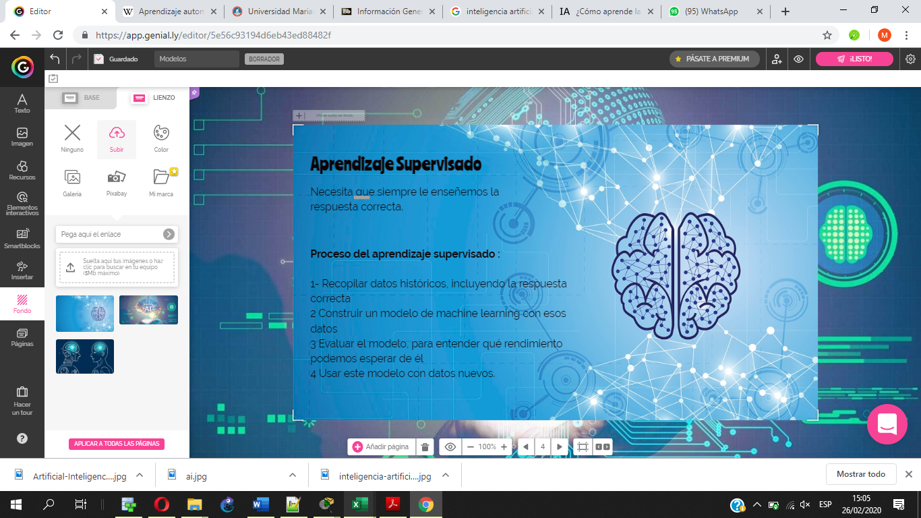 Editor
Aprendizaje autom
Universidad Maria
Información Gene
inteligencia artific
IA
¿Cómo aprende la
(95) WhatsApp
https://app.genial.ly/editor/5e56c93194d6eb43ed88482f
M
Guardado
Modelos
BORRADOR
PÁSATE A PREMIUM
¡LISTO!
BASE
LIENZO
Texto
Imagen
Recursos
Elementos
interactivos
Smartblocks
Insertar
Fondo
Páginas
Hacer
un tour
Ninguno
Subir
Color
Galería
Pixabay
Mi marca
Pega aquí el enlace
Suelta aquí tus imágenes o haz
clic para buscar en tu equipo
APLICAR A TODAS LAS PÁGINAS
Aprendizaje Supervisado
Necesita que siempre le enseñemos la
respuesta correcta.
Proceso del aprendizaje supervisado :
1- Recopilar datos históricos, incluyendo la respuesta
correcta
2 Construir un modelo de machine learning con esos
datos
3 Evaluar el modelo, para entender qué rendimiento
podemos esperar de él
4 Usar este modelo con datos nuevos.
Añadir página
100%
4
Artificial-Inteligenc....jpg
ai.jpg
inteligencia-artifici....jpg
Mostrar todo
ESP
15:05
26/02/2020